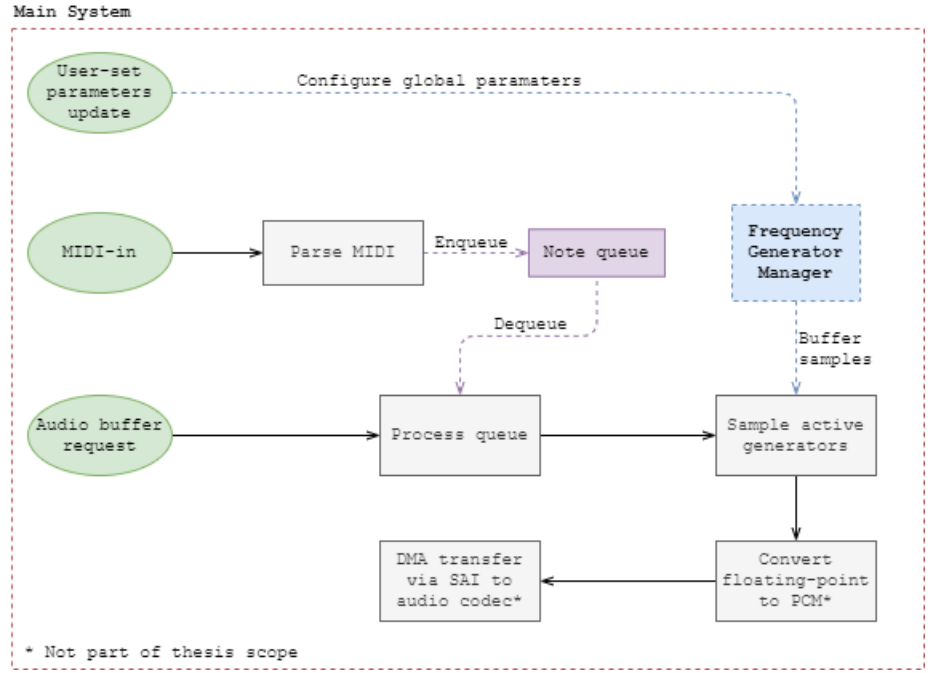 Main System
User-set
parameters
update
Configure global paramaters
MIDI-in
Parse MIDI
Enqueue
Note queue
Frequency
Generator
Manager
Dequeue
Buffer
samples
Audio buffer
request
Process queue
Sample active
generators
DMA transfer
via SAI to
audio codec*
Convert
floating-point
to PCM*
* Not part of thesis scope